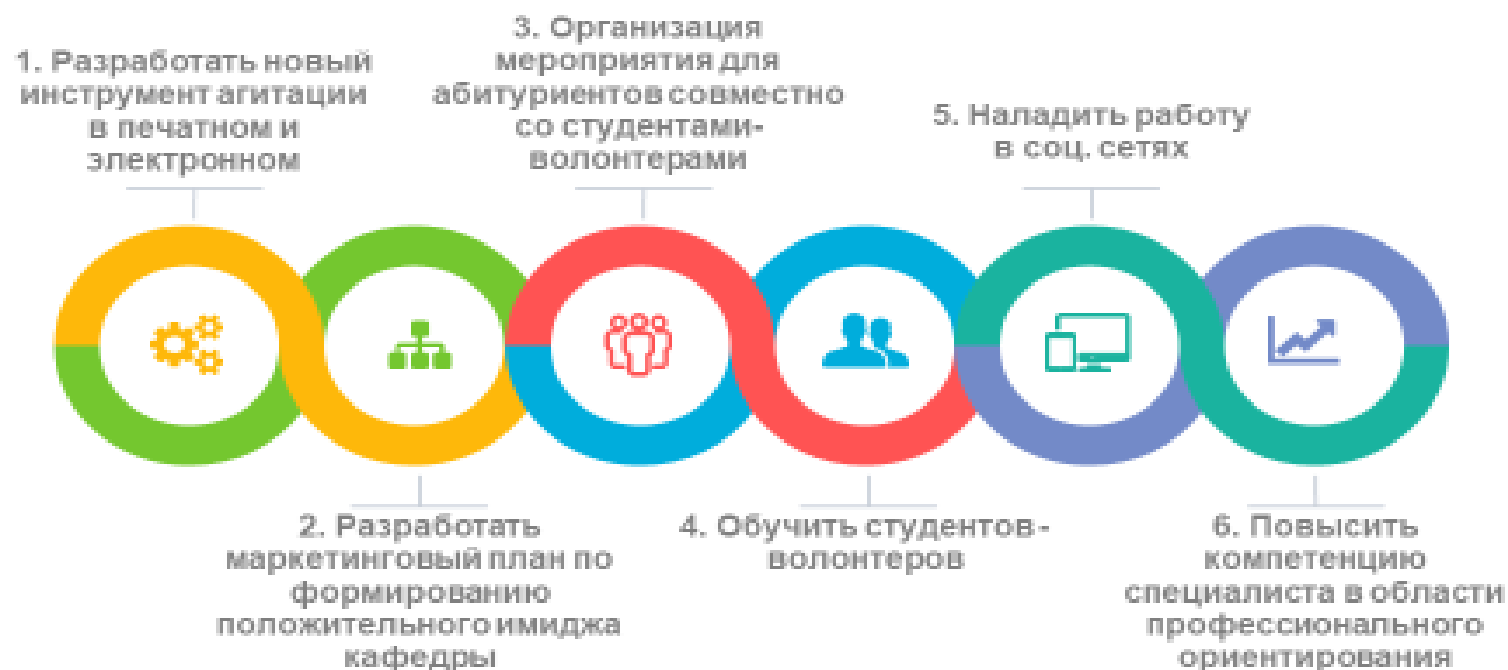 1. Разработать новый
инструмент агитации
в печатном и
электронном
2. Разработать
маркетинговый план по
формированию
положительного имиджа
кафедры
3. Организация
мероприятия для
абитуриентов совместно
со студентами-
волонтерами
4. Обучить студентов-
волонтеров
5. Наладить работу
в соц. сетях
6. Повысить
компетенцию
специалиста в области
профессионального
ориентирования